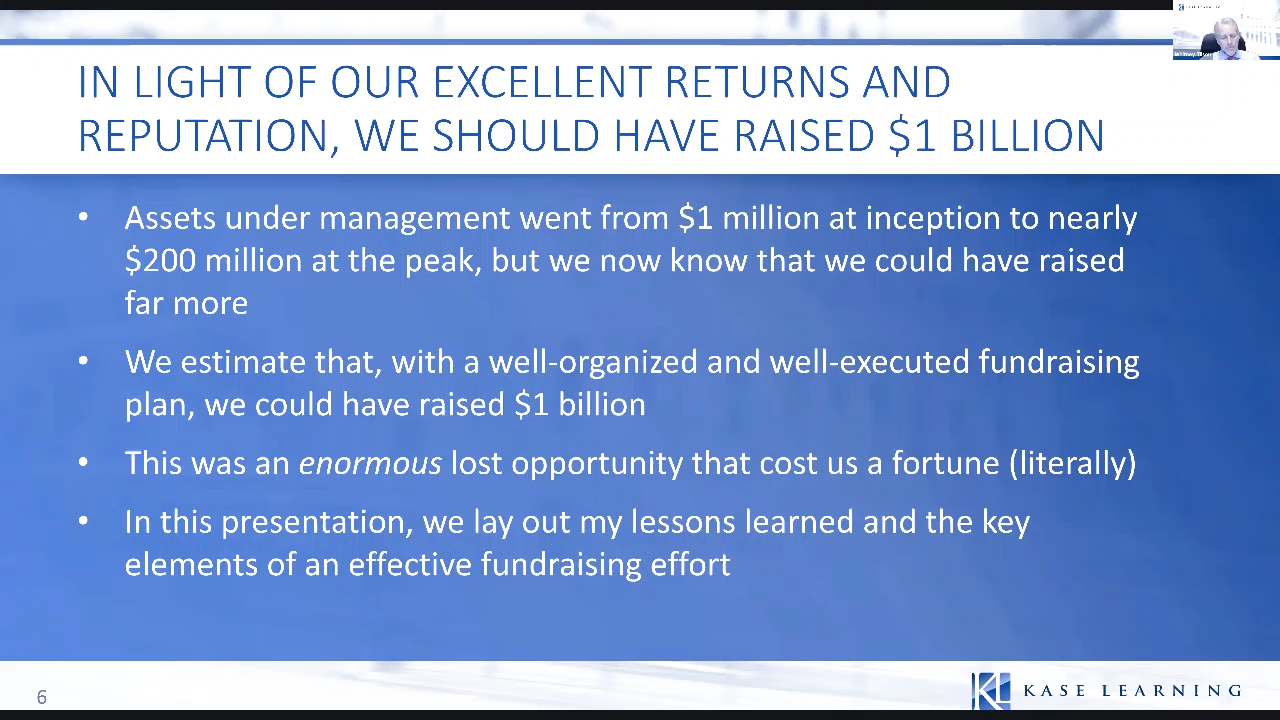 IN LIGHT OF OUR EXCELLENT RETURNS AND
REPUTATION, WE SHOULD HAVE RAISED $1 BILLION
• Assets under management went from $1 million at inception to nearly
$200 million at the peak, but we now know that we could have raised
far more
• We estimate that, with a well-organized and well-executed fundraising
plan, we could have raised $1 billion
• This was an enormous lost opportunity that cost us a fortune (literally)
• In this presentation, we lay out my lessons learned and the key
elements of an effective fundraising effort
6
KASE LEARNING